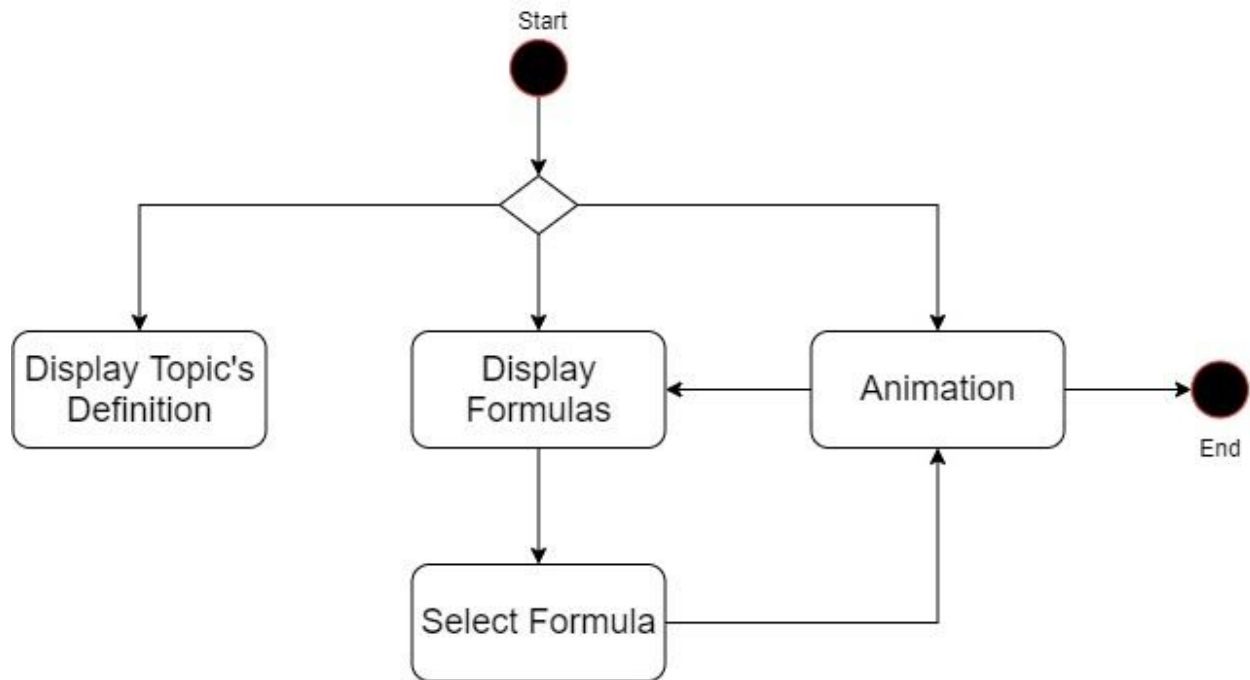 Start
Display Topic's
Definition
Display
Formulas
Animation
End
Select Formula